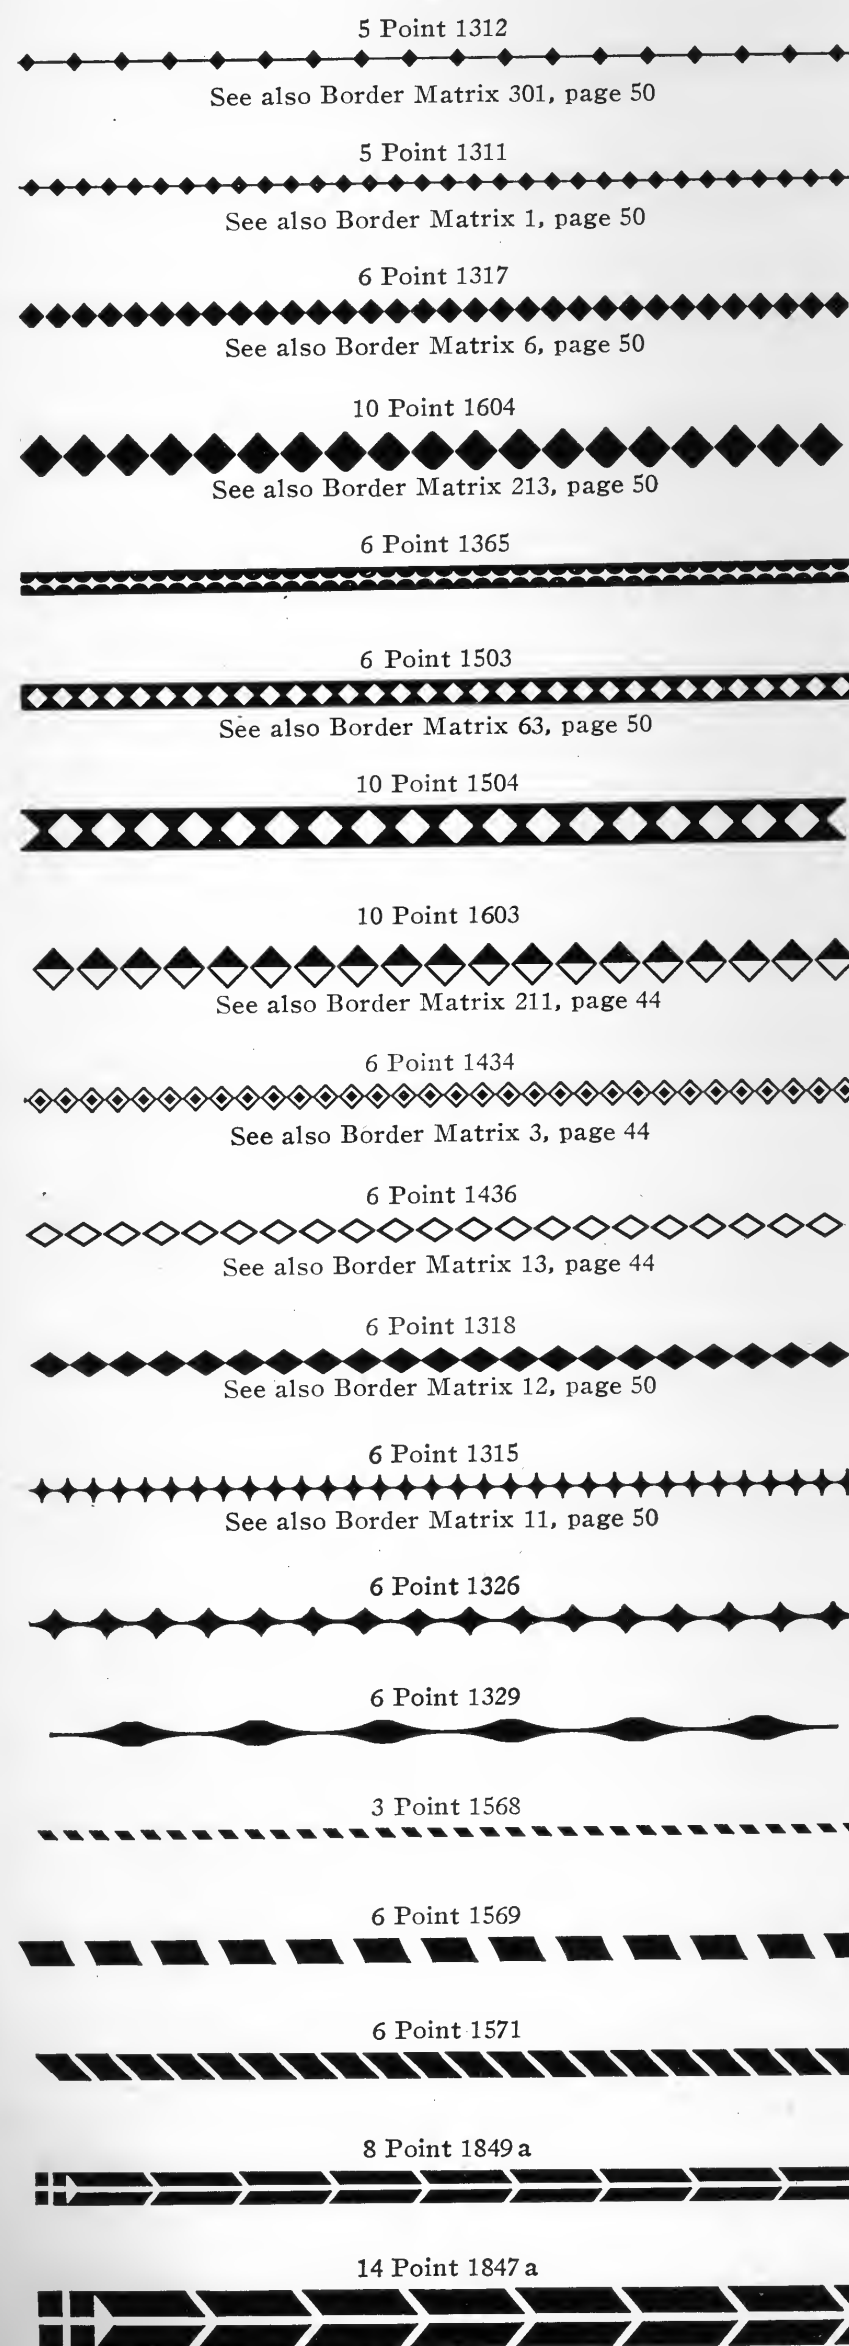 5 Point 1312
See also Border Matrix 301, page 50
5 Point 1311
See also Border Matrix 1, page 50
6 Point 1317
See also Border Matrix 6, page 50
10 Point 1604
See also Border Matrix 213, page 50
6 Point 1365
6 Point 1503
See also Border Matrix 63, page 50
10 Point 1504
10 Point 1603
See also Border Matrix 211, page 44
6 Point 1434
See also Border Matrix 3, page 44
6 Point 1436
See also Border Matrix 13, page 44
6 Point 1318
See also Border Matrix 12, page 50
6 Point 1315
See also Border Matrix 11, page 50
6 Point 1326
6 Point 1329
3 Point 1568
6 Point 1569
6 Point 1571
8 Point 1849 a
14 Point 1847 a